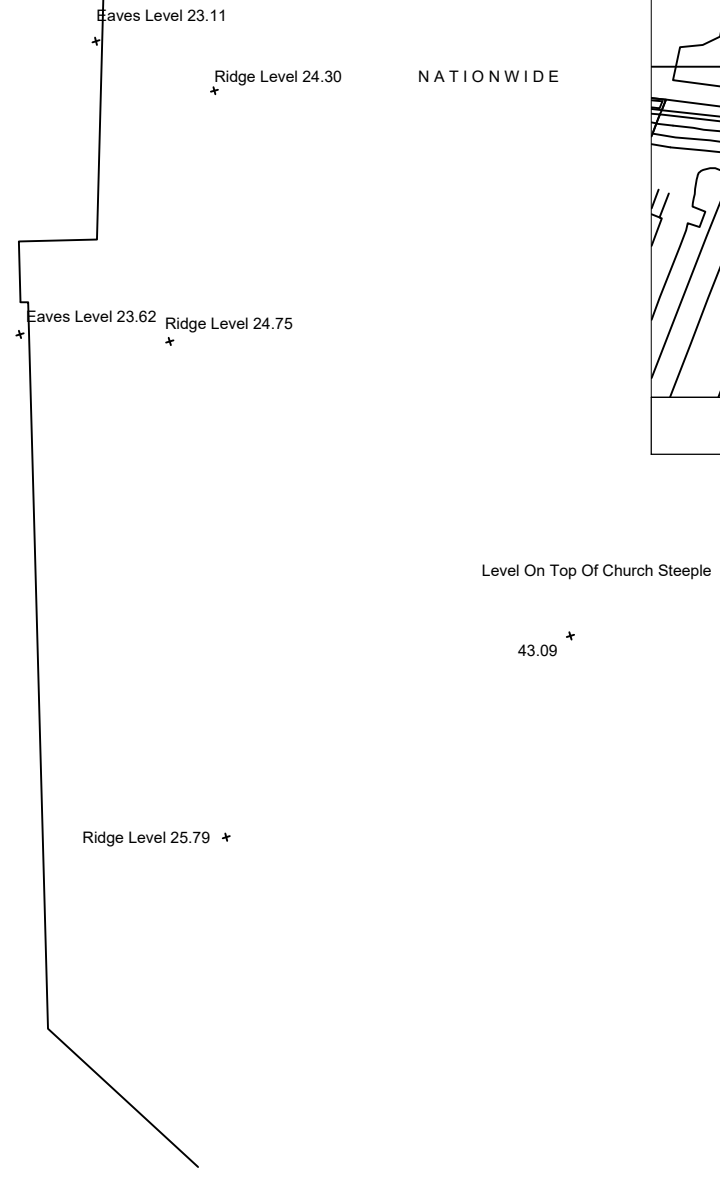 Eaves Level 23.11
Ridge Level 24.30
NATIONWIDE
Eaves Level 23.62
Ridge Level 24.75
Level On Top Of Church Steeple
43.09
Ridge Level 25.79